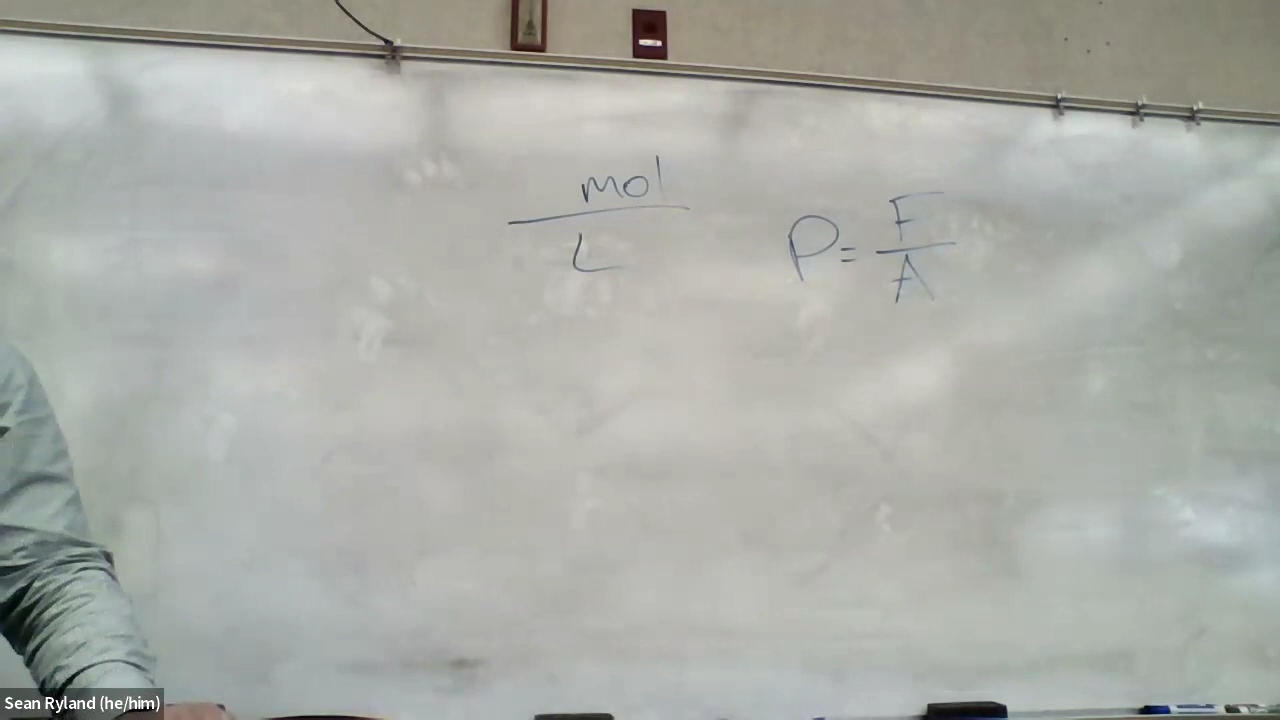 mol
L
P = F
A
Sean Ryland (he/him)